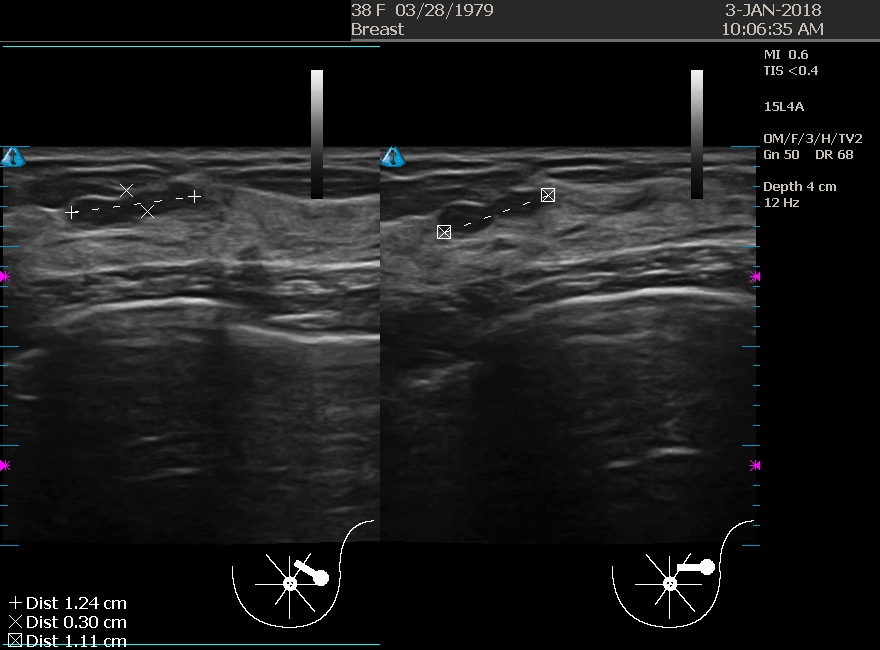 38 F 03/28/1979 3-JAN-2018
Breast 10:06:35 AM
MI 0.6
TIS <0.4
15L4A
OM/F/3/H/TV2
Gn 50 DR 68
Depth 4 cm
12 Hz
Dist 1.24 cm
Dist 0.30 cm
Dist 1.11 cm